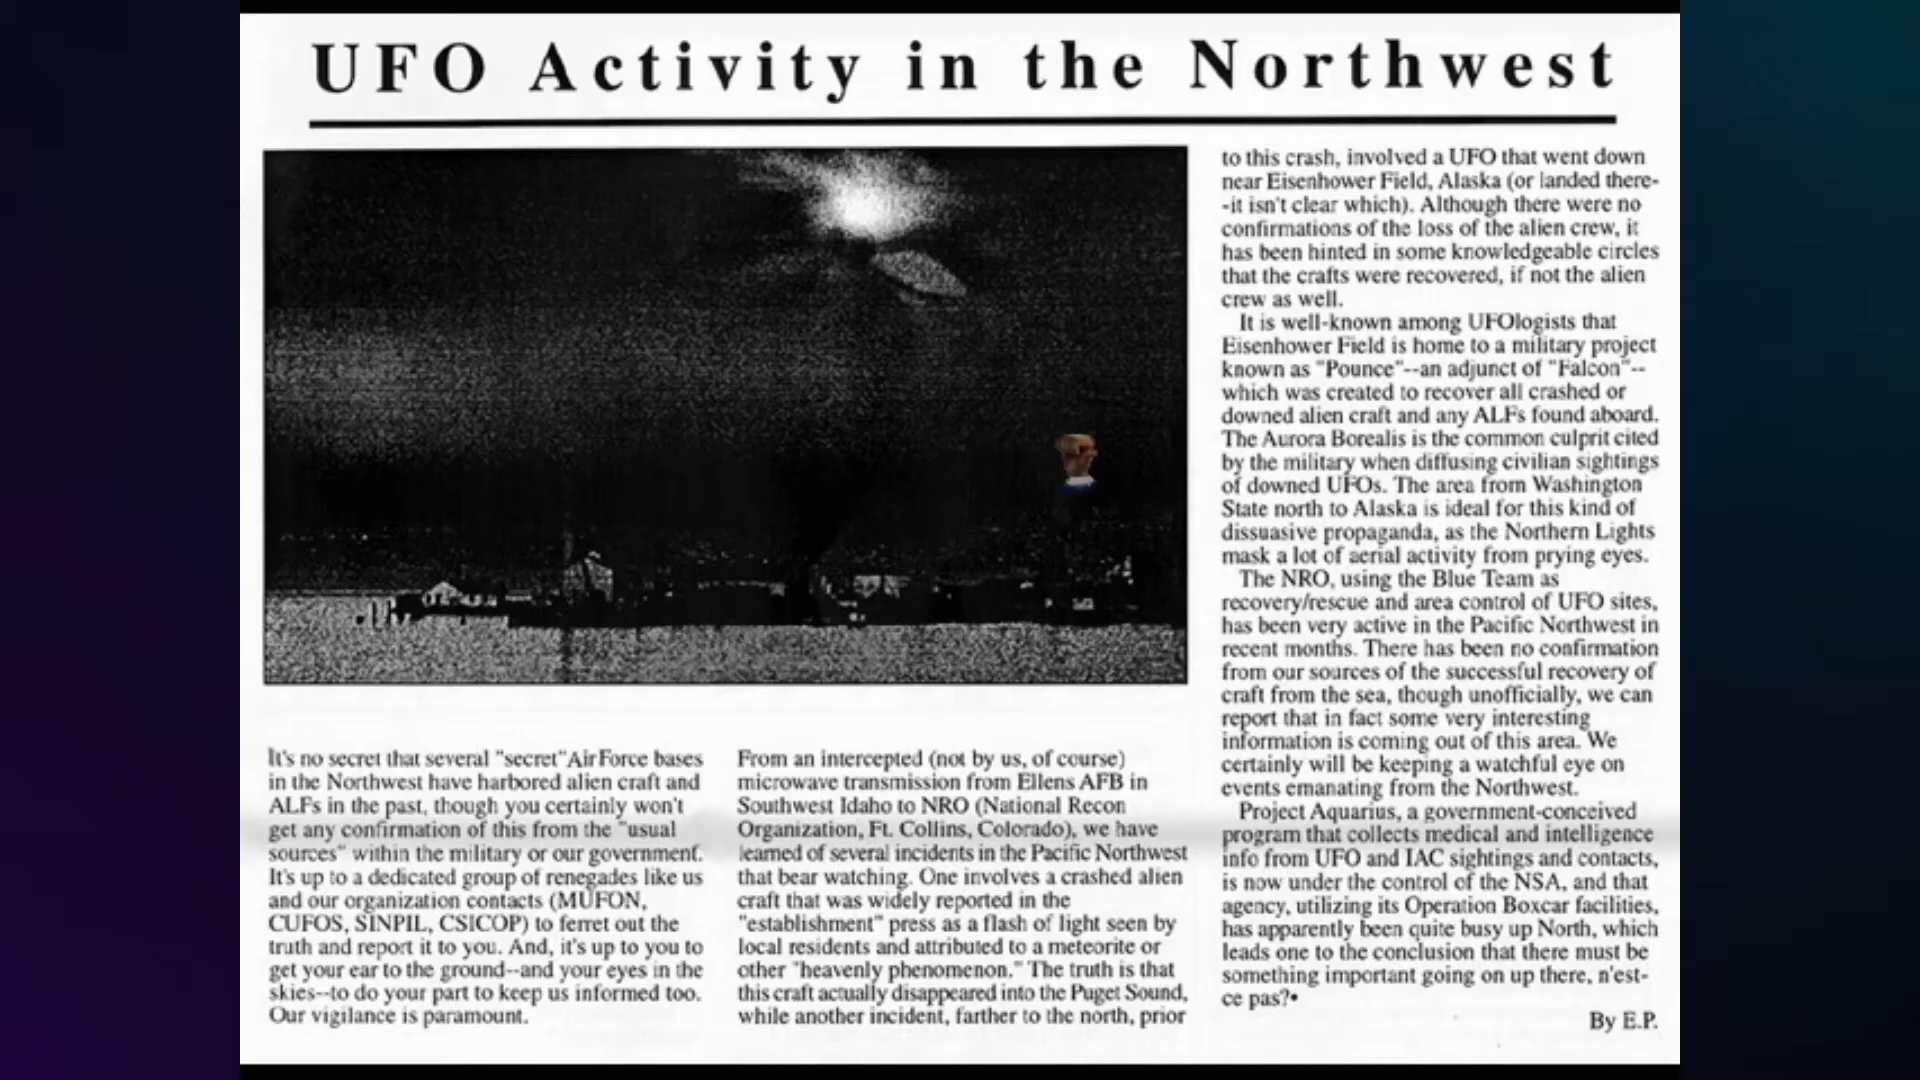 UFO Activity in the Northwest
It's no secret that several "secret"AirForce bases
in the Northwest have harbored alien craft and
ALFs in the past, though you certainly won't
get any confirmation of this from the "usual
sources" within the military or our government.
It's up to a dedicated group of renegades like us
and our organization contacts (MUFON,
CUFOS, SINPIL, CSICOP) to ferret out the
truth and report it to you. And, it's up to you to
get your ear to the ground--and your eyes in the
skies--to do your part to keep us informed too.
Our vigilance is paramount.
From an intercepted (not by us, of course)
microwave transmission from Ellens AFB in
Southwest Idaho to NRO (National Recon
Organization, Ft. Collins, Colorado), we have
learned of several incidents in the Pacific Northwest
that bear watching. One involves a crashed alien
craft that was widely reported in the
"establishment" press as a flash of light seen by
local residents and attributed to a meteorite or
other "heavenly phenomenon." The truth is that
this craft actually disappeared into the Puget Sound,
while another incident, farther to the north, prior
to this crash, involved a UFO that went down
near Eisenhower Field, Alaska (or landed there-
-it isn't clear which). Although there were no
confirmations of the loss of the alien crew, it
has been hinted in some knowledgeable circles
that the crafts were recovered, if not the alien
crew as well.
It is well-known among UFOlogists that
Eisenhower Field is home to a military project
known as "Pounce"--an adjunct of "Falcon"--
which was created to recover all crashed or
downed alien craft and any ALFs found aboard.
The Aurora Borealis is the common culprit cited
by the military when diffusing civilian sightings
of downed UFOs. The area from Washington
State north to Alaska is ideal for this kind of
dissuasive propaganda, as the Northern Lights
mask a lot of aerial activity from prying eyes.
The NRO, using the Blue Team as
recovery/rescue and area control of UFO sites,
has been very active in the Pacific Northwest in
recent months. There has been no confirmation
from our sources of the successful recovery of
craft from the sea, though unofficially, we can
report that in fact some very interesting
information is coming out of this area. We
certainly will be keeping a watchful eye on
events emanating from the Northwest.
Project Aquarius, a government-conceived
program that collects medical and intelligence
info from UFO and IAC sightings and contacts,
is now under the control of the NSA, and that
agency, utilizing its Operation Boxcar facilities,
has apparently been quite busy up North, which
leads one to the conclusion that there must be
something important going on up there, n'est-
ce pas?•
By E.P.